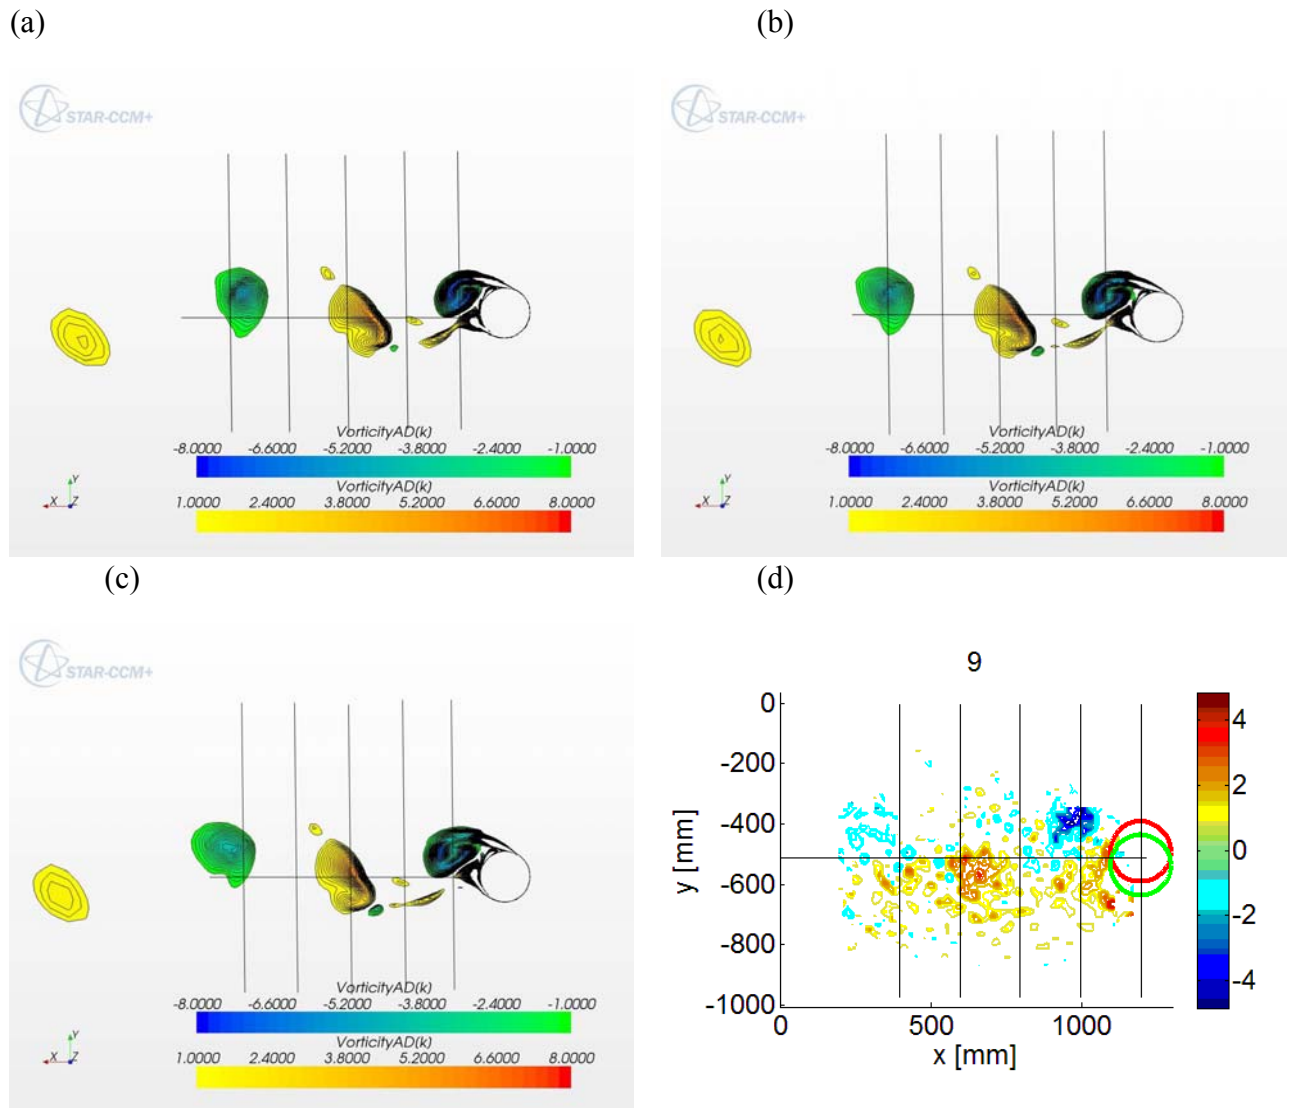 (a)
(b)
STAR-CCM+
STAR-CCM+
VorticityAD(k)
-8.0000 -6.6000 -5.2000 -3.8000 -2.4000 -1.0000
VorticityAD(k)
1.0000 2.4000 3.8000 5.2000 6.6000 8.0000
Y
X
Z
VorticityAD(k)
-8.0000 -6.6000 -5.2000 -3.8000 -2.4000 -1.0000
VorticityAD(k)
1.0000 2.4000 3.8000 5.2000 6.6000 8.0000
Y
X
Z
(c)
(d)
STAR-CCM+
VorticityAD(k)
-8.0000 -6.6000 -5.2000 -3.8000 -2.4000 -1.0000
VorticityAD(k)
1.0000 2.4000 3.8000 5.2000 6.6000 8.0000
Y
X
Z
9
0
-200
-400
-600
-800
-1000
y [mm]
0 500 1000
x [mm]
4
2
0
-2
-4